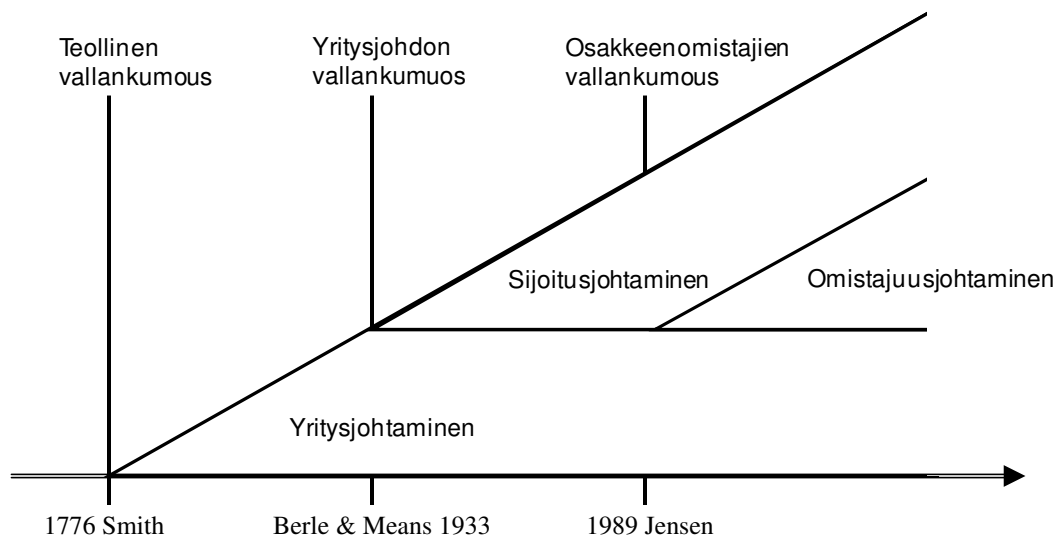 Teollinen
vallankumous
Yritysjohdon
vallankumuos
Osakkeenomistajien
vallankumous
Sijoitusjohtaminen
Omistajuusjohtaminen
Yritysjohtaminen
1776 Smith
Berle & Means 1933
1989 Jensen